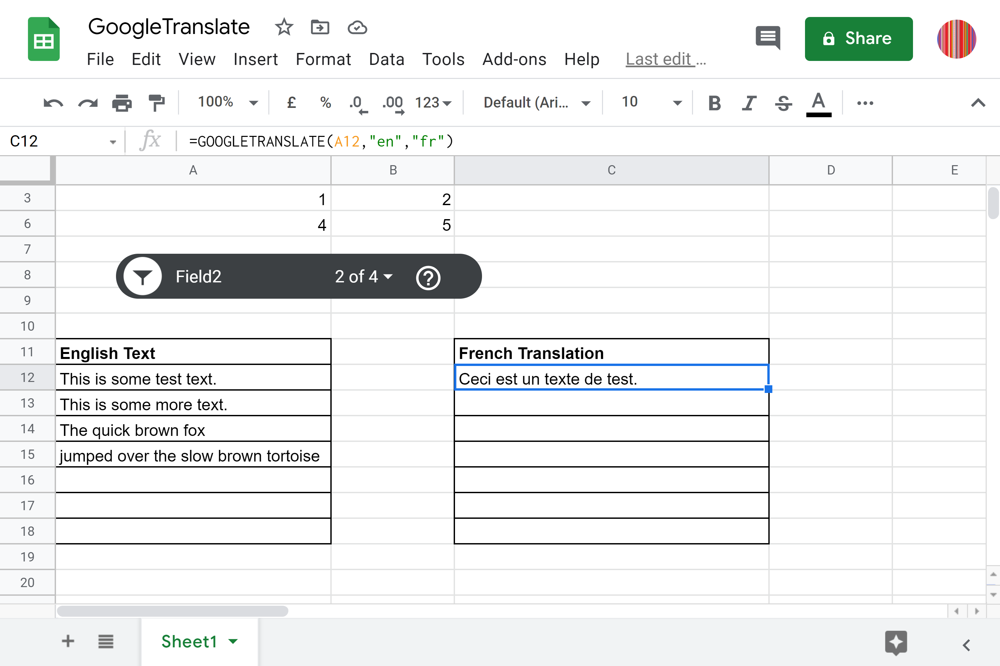 GoogleTranslate
File Edit View Insert Format Data Tools Add-ons Help Last edit ...
Share
100% £ % .0 .00 123 Default (Ari... 10 B I S A
C12 fx =GOOGLETRANSLATE(A12,"en","fr")
A B C D E
3 1 2
6 4 5
7
8 Field2 2 of 4
9
10
11 English Text French Translation
12 This is some test text. Ceci est un texte de test.
13 This is some more text.
14 The quick brown fox
15 jumped over the slow brown tortoise
16
17
18
19
20
Sheet1